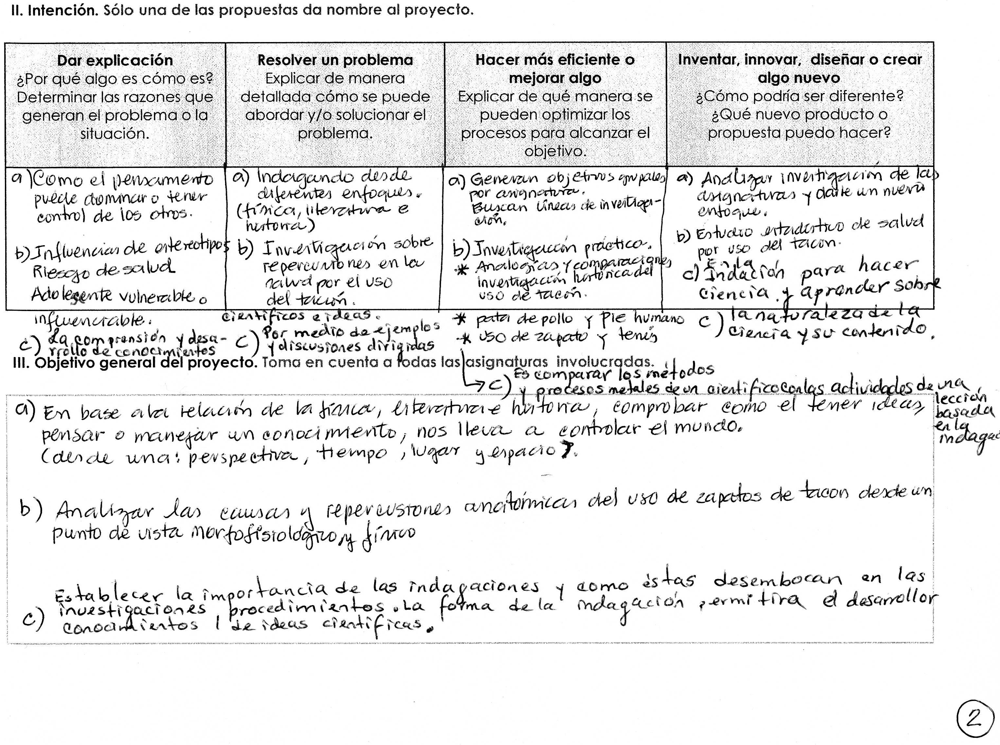 II. Intención. Sólo una de las propuestas da nombre al proyecto.
Dar explicación
¿Por qué algo es cómo es?
Determinar las razones que
generan el problema o la
situación.
Resolver un problema
Explicar de manera
detallada cómo se puede
abordar y/o solucionar el
problema.
Hacer más eficiente o
mejorar algo
Explicar de qué manera se
pueden optimizar los
procesos para alcanzar el
objetivo.
Inventar, innovar, diseñar o crear
algo nuevo
¿Cómo podría ser diferente?
¿Qué nuevo producto o
propuesta puedo hacer?
a) Como el pensamiento
puede dominar o tener
control de los otros.
b) Influencias de estereotipos
Riesgo de salud
Adolecente vulnerable o
influenciable.
c) La comprensión y desa-
rrollo de conocimientos
a) Indagando desde
diferentes enfoques.
(física, literatura e
historia)
b) Investigación sobre
repercusiones en la
salud por el uso
del tacón.
científicos e ideas.
c) Por medio de ejemplos
y discusiones dirigidas
a) Generan objetivos grupales
por asignatura.
Buscan líneas de investiga-
ción.
b) Investigación práctica.
* Analogías y comparaciones
investigación histórica del
uso de tacón.
* pata de pollo y pie humano
* uso de zapato y tenis
a) Analizar investigación de las
asignaturas y darle un nuevo
enfoque.
b) Estudio estadístico de salud
por uso del tacon.
En la
c) Indación para hacer
ciencia y aprender sobre
c) la naturaleza de la
ciencia y su contenido.
III. Objetivo general del proyecto. Toma en cuenta a todas las asignaturas involucradas.
Es comparar los métodos
→ c) y procesos metales de un científico con las actividades de una
lección
basada
en la
indagac
a) En base a la relación de la física, literatura e historia, comprobar como el tener ideas,
pensar o manejar un conocimiento, nos lleva a controlar el mundo.
(desde una: perspectiva, tiempo, lugar y espacio).
b) Analizar las causas y repercusiones anatómicas del uso de zapatos de tacon desde un
punto de vista morfofisiológico y físico
Establecer la importancia de las indagaciones y como éstas desembocan en las
c) investigaciones, procedimientos. La forma de la indagación permitira el desarrollor
conocimientos / de ideas científicas.
2